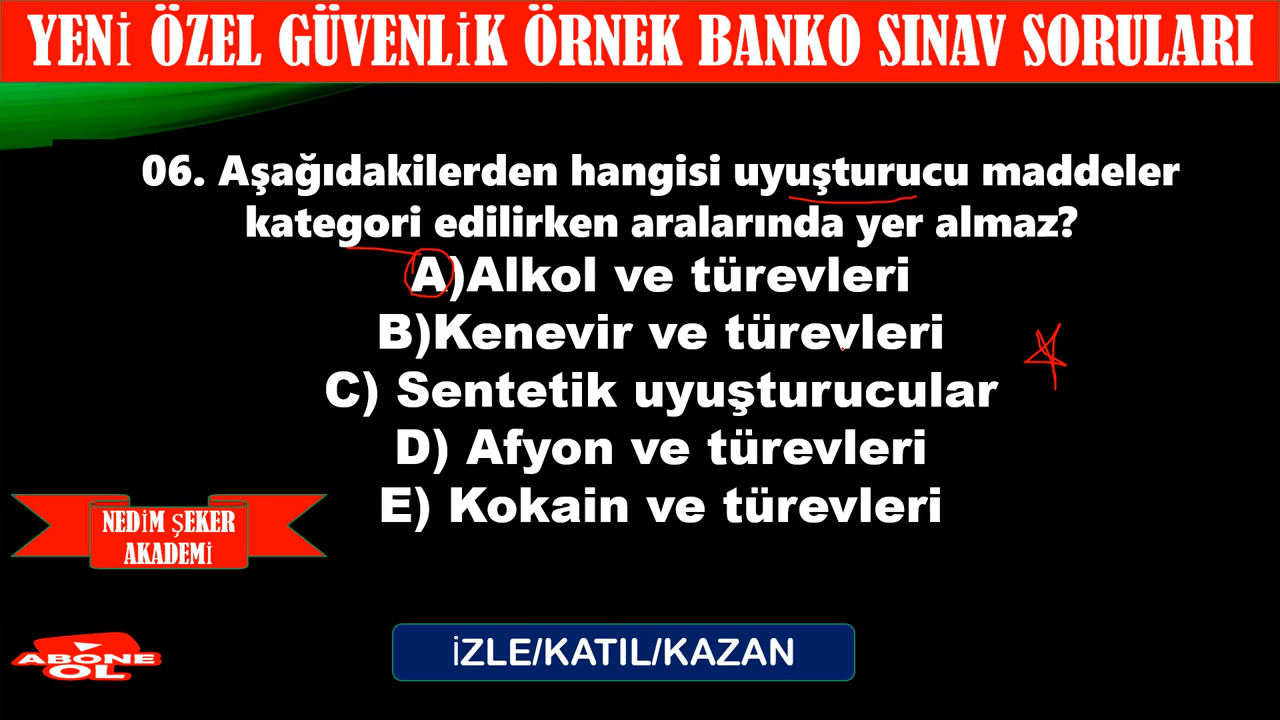 YENİ ÖZEL GÜVENLİK ÖRNEK BANKO SINAV SORULARI
06. Aşağıdakilerden hangisi uyuşturucu maddeler
kategori edilirken aralarında yer almaz?
A)Alkol ve türevleri
B)Kenevir ve türevleri
C) Sentetik uyuşturucular
D) Afyon ve türevleri
E) Kokain ve türevleri
NEDİM ŞEKER
AKADEMİ
ABONE
OL
İZLE/KATIL/KAZAN